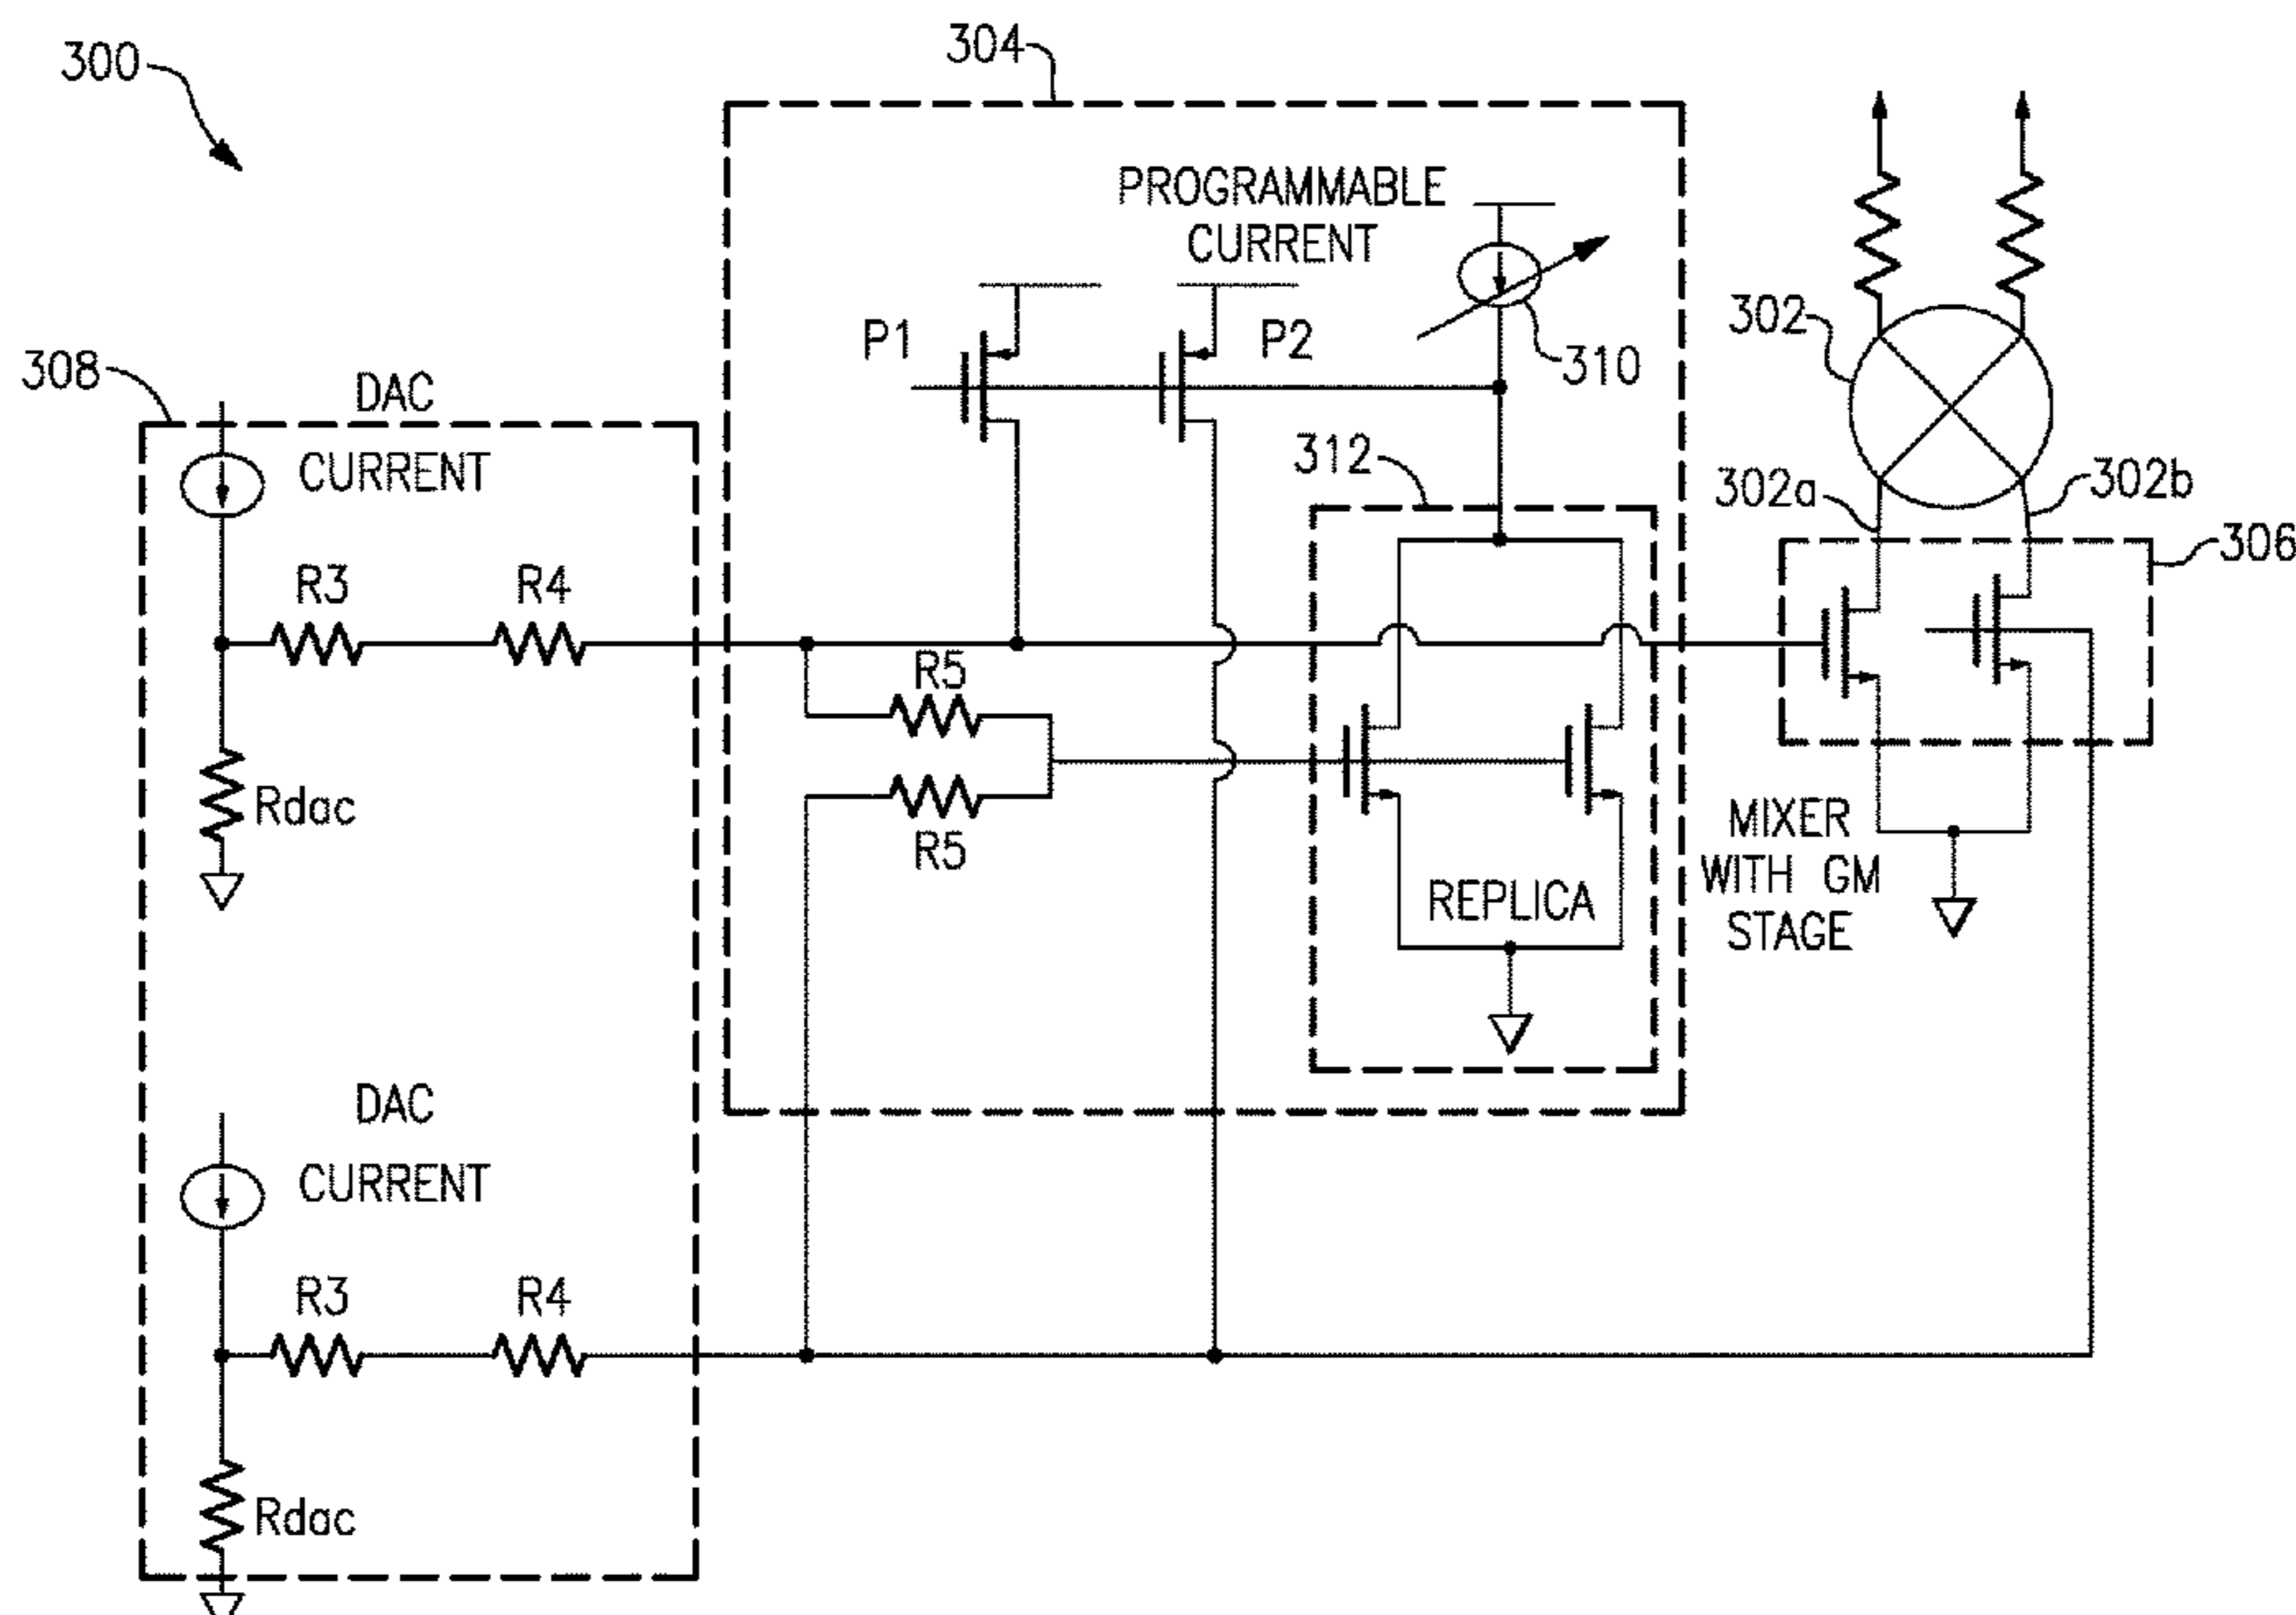 300
304
PROGRAMMABLE
CURRENT
P1
P2
310
302
308
DAC
CURRENT
312
302a
302b
306
R3
R4
R5
R5
Rdac
REPLICA
MIXER
WITH GM
STAGE
DAC
CURRENT
R3
R4
Rdac